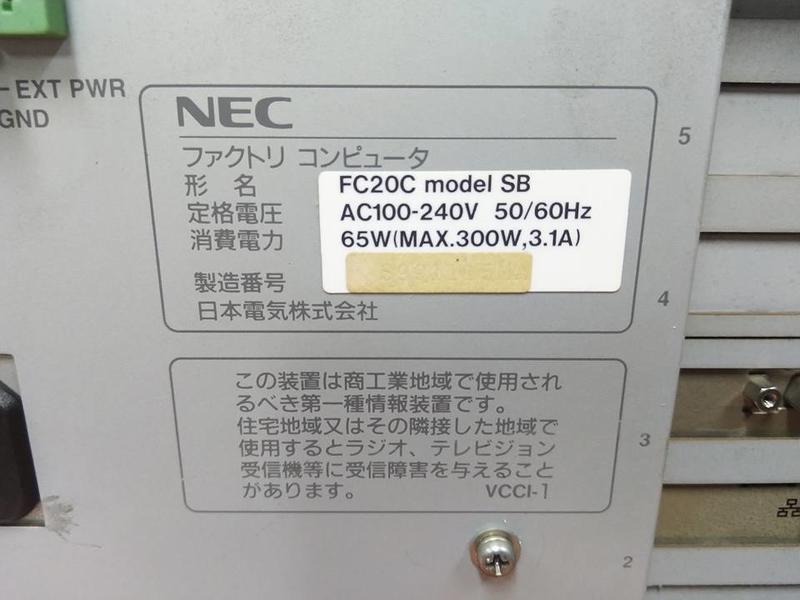 EXT PWR
GND
NEC
ファクトリ コンピュータ
形 名 FC20C model SB
定格電圧 AC100-240V 50/60Hz
消費電力 65W(MAX.300W,3.1A)
製造番号
日本電気株式会社
この装置は商工業地域で使用され
るべき第一種情報装置です。
住宅地域又はその隣接した地域で
使用するとラジオ、テレビジョン
受信機等に受信障害を与えること
があります。 VCCI-1
5
4
3
2